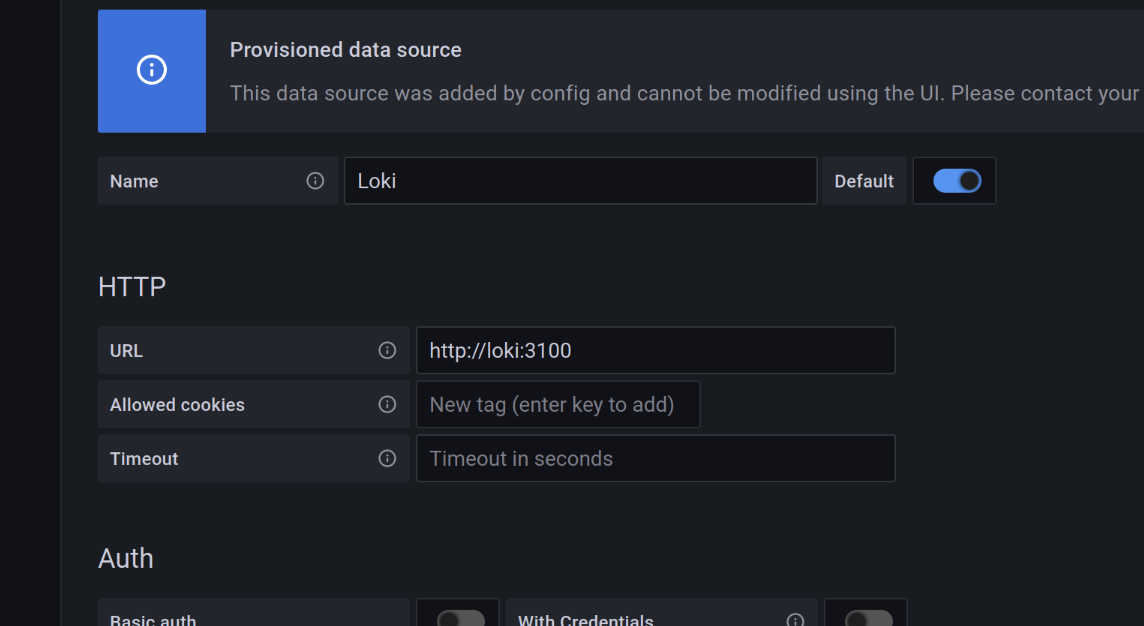 Provisioned data source
This data source was added by config and cannot be modified using the UI. Please contact your
Name
Loki
Default
HTTP
URL
http://loki:3100
Allowed cookies
New tag (enter key to add)
Timeout
Timeout in seconds
Auth
Basic auth
With Credentials